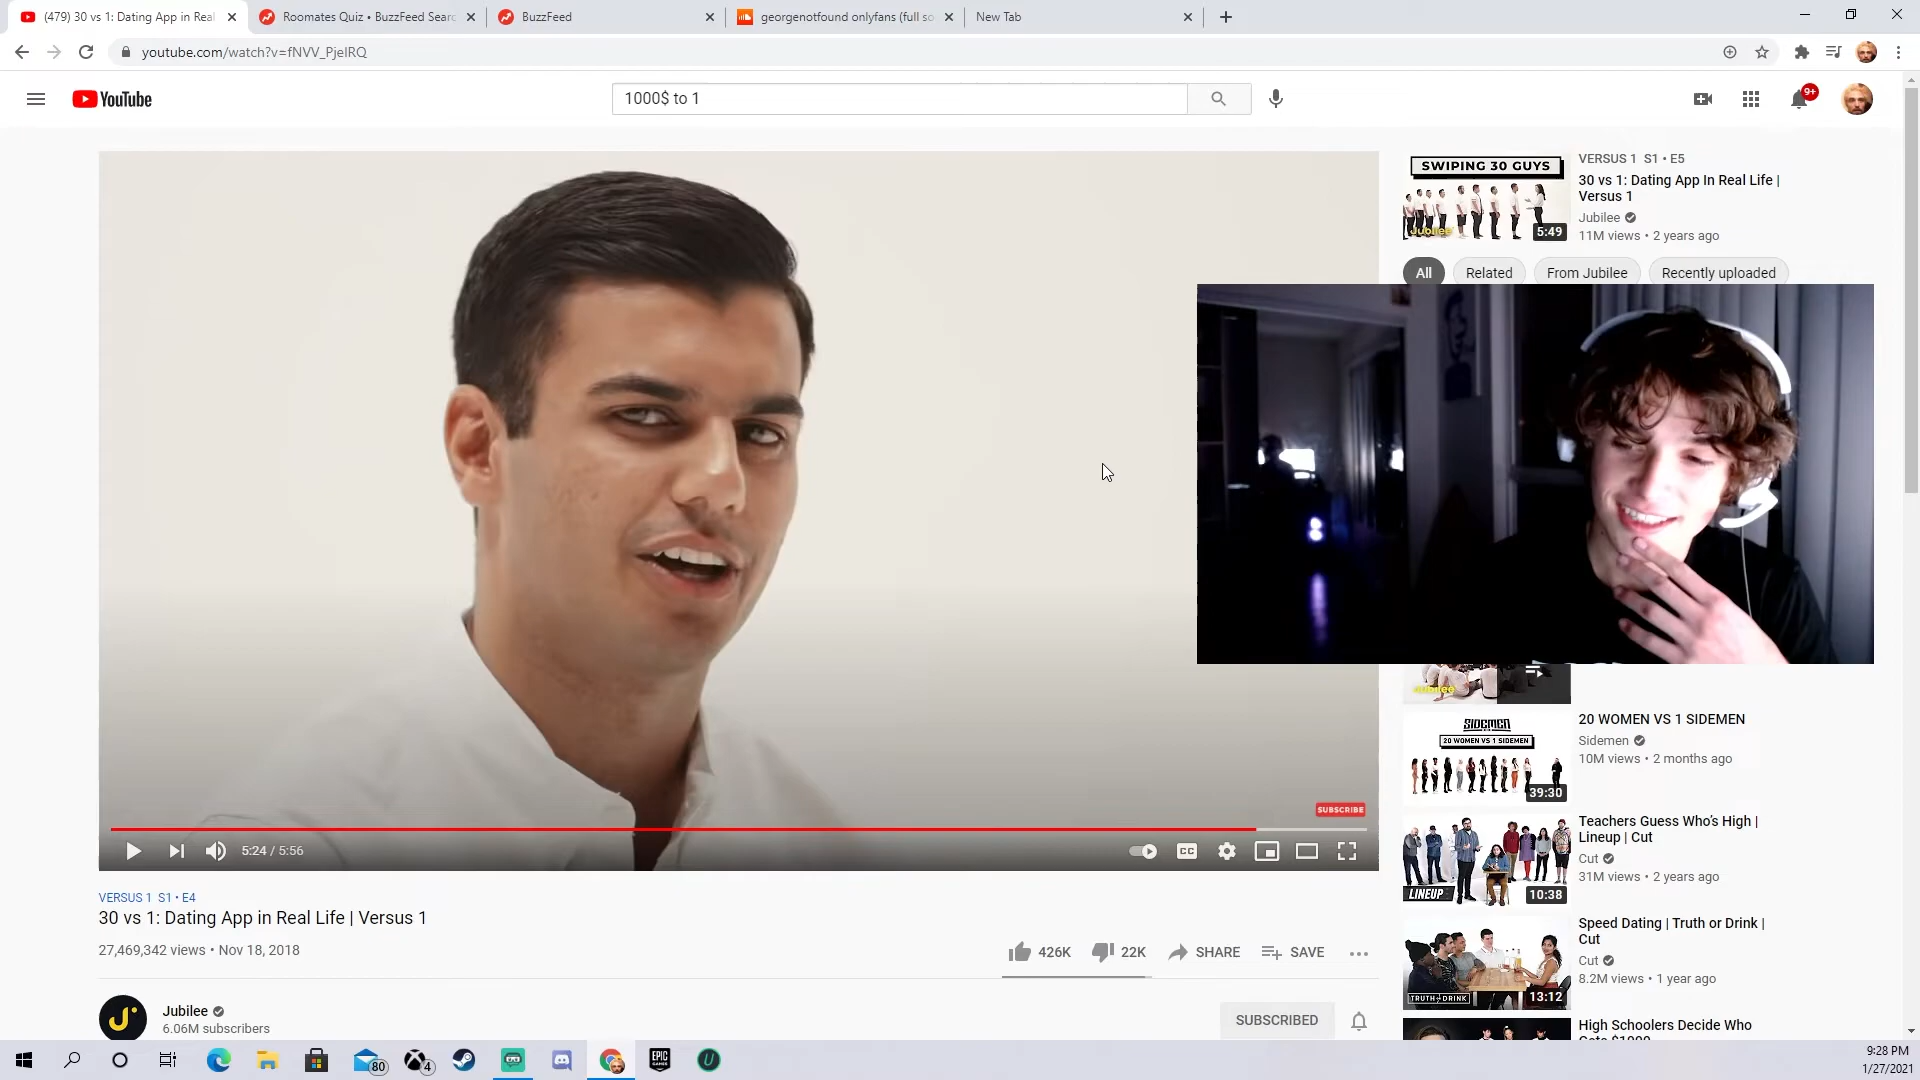 (479) 30 vs 1: Dating App in Real
Roomates Quiz • BuzzFeed Searc
BuzzFeed
georgenotfound onlyfans (full so
New Tab
youtube.com/watch?v=fNVV_PjeIRQ
YouTube
1000$ to 1
9+
SWIPING 30 GUYS
Jubilee
5:49
VERSUS 1 S1 • E5
30 vs 1: Dating App In Real Life |
Versus 1
Jubilee
11M views • 2 years ago
All
Related
From Jubilee
Recently uploaded
Jubilee
SIDEMEN
20 WOMEN VS 1 SIDEMEN
39:30
20 WOMEN VS 1 SIDEMEN
Sidemen
10M views • 2 months ago
LINEUP
10:38
Teachers Guess Who's High |
Lineup | Cut
Cut
31M views • 2 years ago
TRUTH or DRINK
13:12
Speed Dating | Truth or Drink |
Cut
Cut
8.2M views • 1 year ago
High Schoolers Decide Who
SUBSCRIBE
5:24 / 5:56
CC
VERSUS 1 S1 • E4
30 vs 1: Dating App in Real Life | Versus 1
27,469,342 views • Nov 18, 2018
426K
22K
SHARE
SAVE
Jubilee
6.06M subscribers
SUBSCRIBED
80
4
EPIC
GAMES
9:28 PM
1/27/2021